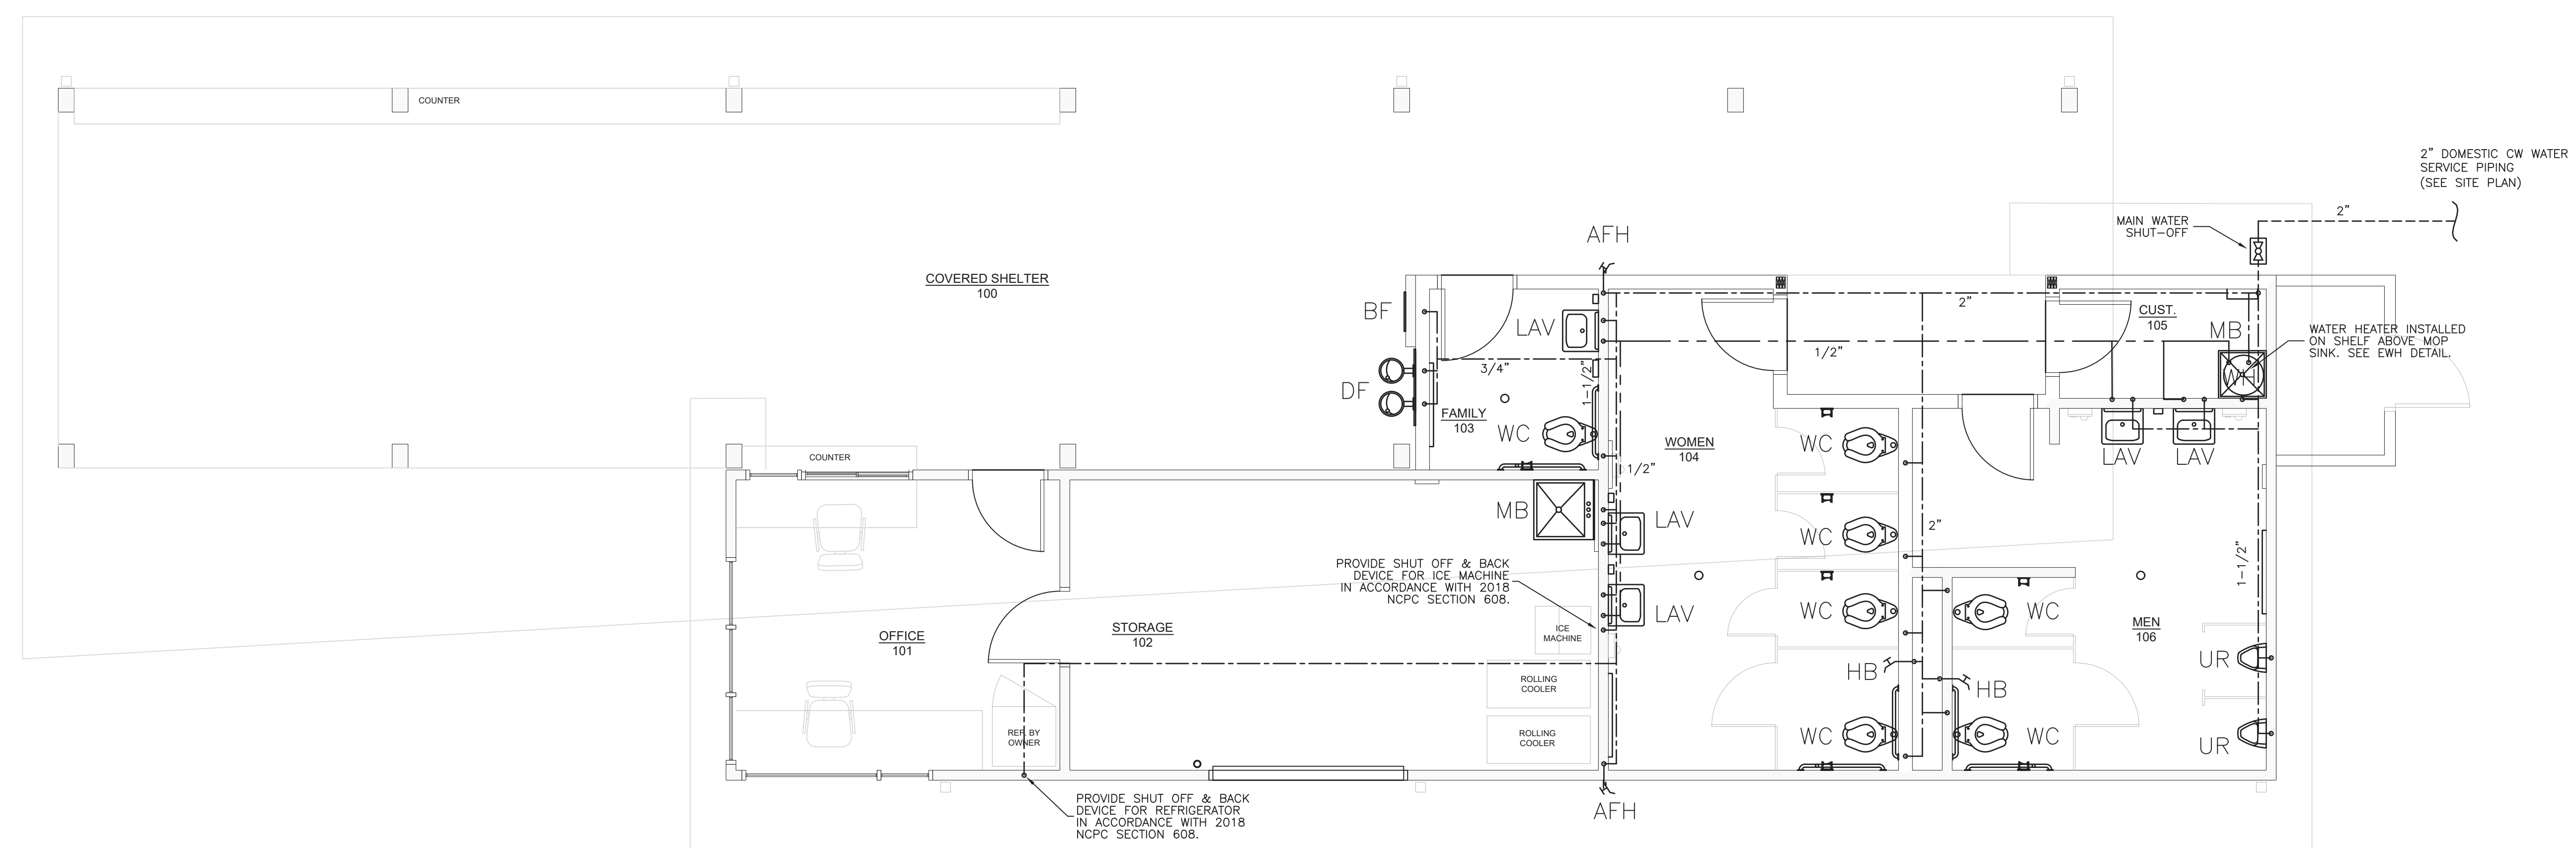 COUNTER
2" DOMESTIC CW WATER
SERVICE PIPING
(SEE SITE PLAN)
2"
MAIN WATER
SHUT-OFF
AFH
COVERED SHELTER
100
BF
LAV
2"
CUST.
105
MB
WATER HEATER INSTALLED
ON SHELF ABOVE MOP
SINK. SEE EWH DETAIL.
1/2"
3/4"
1-1/2"
WH
DF
FAMILY
103
WC
WOMEN
104
WC
LAV
LAV
COUNTER
1/2"
MB
LAV
WC
2"
1-1/2"
PROVIDE SHUT OFF & BACK
DEVICE FOR ICE MACHINE
IN ACCORDANCE WITH 2018
NCPC SECTION 608.
LAV
WC
WC
OFFICE
101
STORAGE
102
ICE
MACHINE
MEN
106
UR
HB
HB
ROLLING
COOLER
REF. BY
OWNER
ROLLING
COOLER
WC
WC
UR
PROVIDE SHUT OFF & BACK
DEVICE FOR REFRIGERATOR
IN ACCORDANCE WITH 2018
NCPC SECTION 608.
AFH